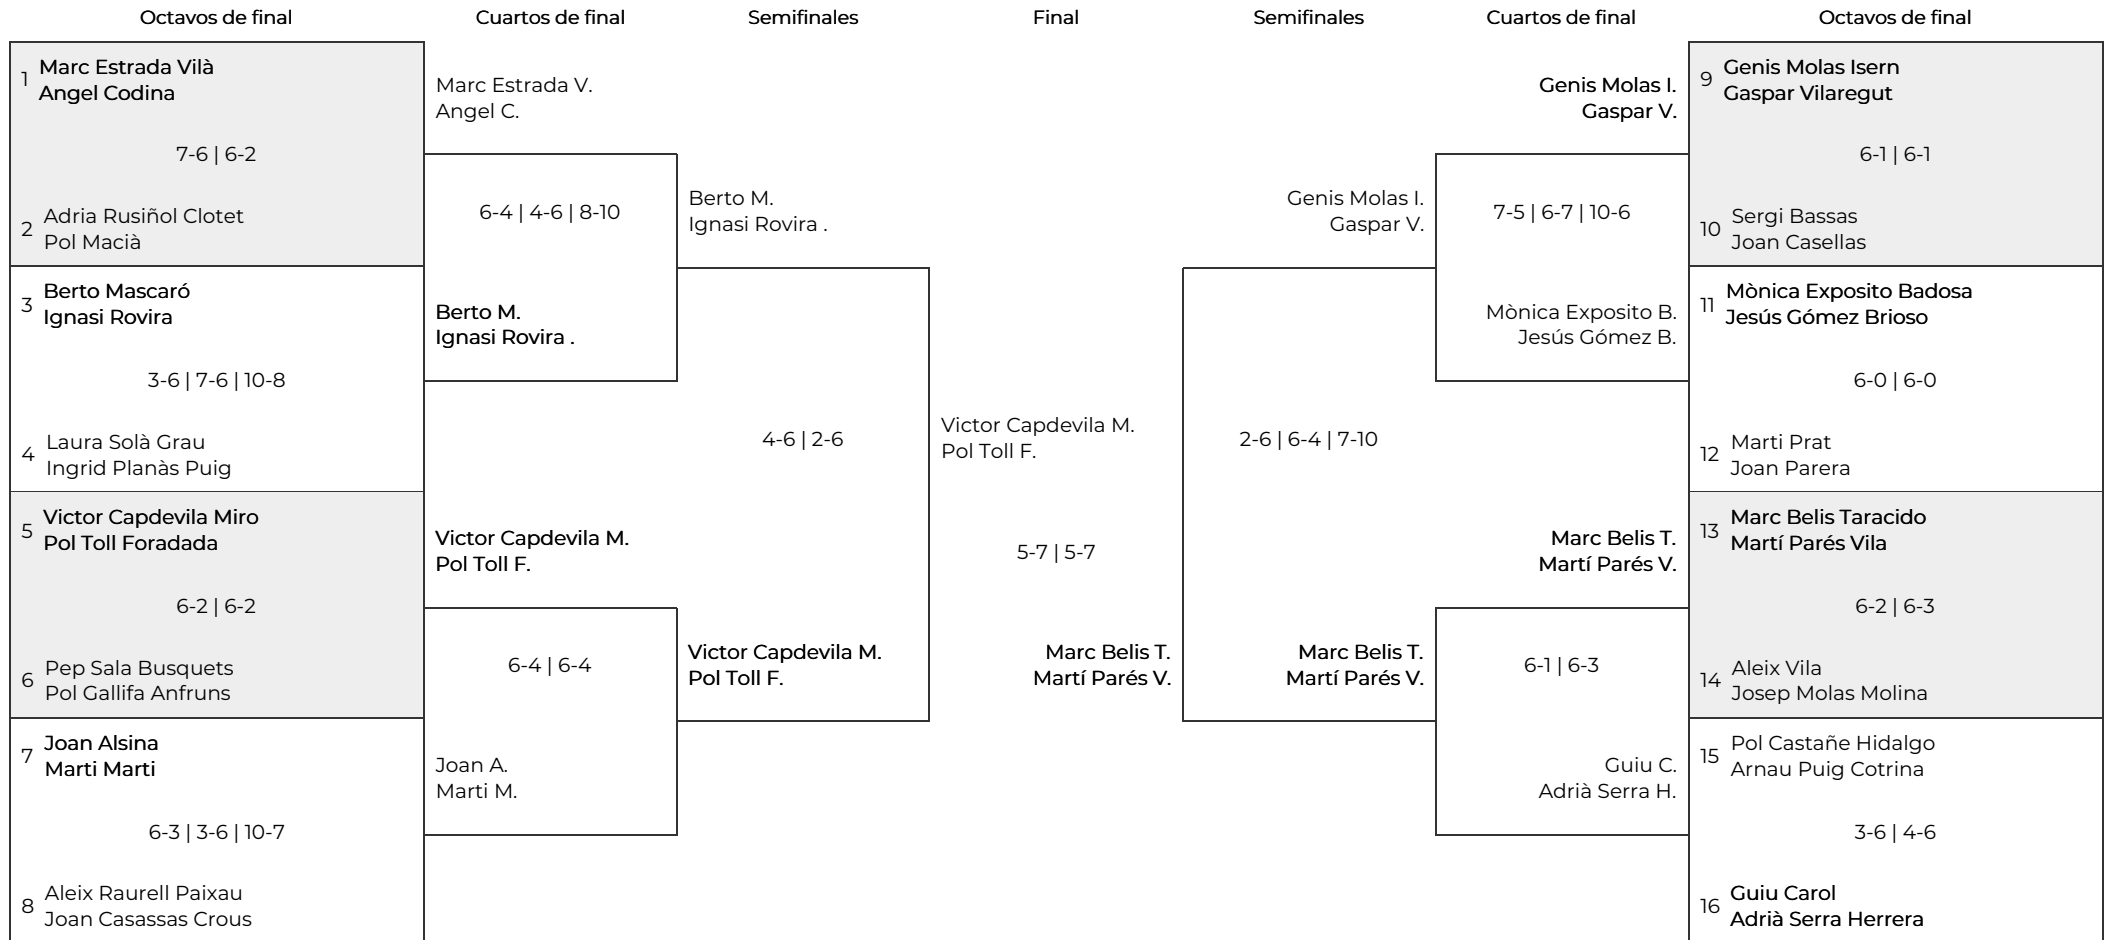 Octavos de final
Cuartos de final
Semifinales
Final
Semifinales
Cuartos de final
Octavos de final
1
Marc Estrada Vilà
Angel Codina
7-6 | 6-2
2
Adria Rusiñol Clotet
Pol Macià
3
Berto Mascaró
Ignasi Rovira
3-6 | 7-6 | 10-8
4
Laura Solà Grau
Ingrid Planàs Puig
5
Victor Capdevila Miro
Pol Toll Foradada
6-2 | 6-2
6
Pep Sala Busquets
Pol Gallifa Anfruns
7
Joan Alsina
Marti Marti
6-3 | 3-6 | 10-7
8
Aleix Raurell Paixau
Joan Casassas Crous
Marc Estrada V.
Angel C.
6-4 | 4-6 | 8-10
Berto M.
Ignasi Rovira .
Victor Capdevila M.
Pol Toll F.
6-4 | 6-4
Joan A.
Marti M.
Berto M.
Ignasi Rovira .
4-6 | 2-6
Victor Capdevila M.
Pol Toll F.
Victor Capdevila M.
Pol Toll F.
5-7 | 5-7
Marc Belis T.
Martí Parés V.
Genis Molas I.
Gaspar V.
2-6 | 6-4 | 7-10
Marc Belis T.
Martí Parés V.
Genis Molas I.
Gaspar V.
7-5 | 6-7 | 10-6
Mònica Exposito B.
Jesús Gómez B.
Marc Belis T.
Martí Parés V.
6-1 | 6-3
Guiu C.
Adrià Serra H.
9
Genis Molas Isern
Gaspar Vilaregut
6-1 | 6-1
10
Sergi Bassas
Joan Casellas
11
Mònica Exposito Badosa
Jesús Gómez Brioso
6-0 | 6-0
12
Marti Prat
Joan Parera
13
Marc Belis Taracido
Martí Parés Vila
6-2 | 6-3
14
Aleix Vila
Josep Molas Molina
15
Pol Castañe Hidalgo
Arnau Puig Cotrina
3-6 | 4-6
16
Guiu Carol
Adrià Serra Herrera